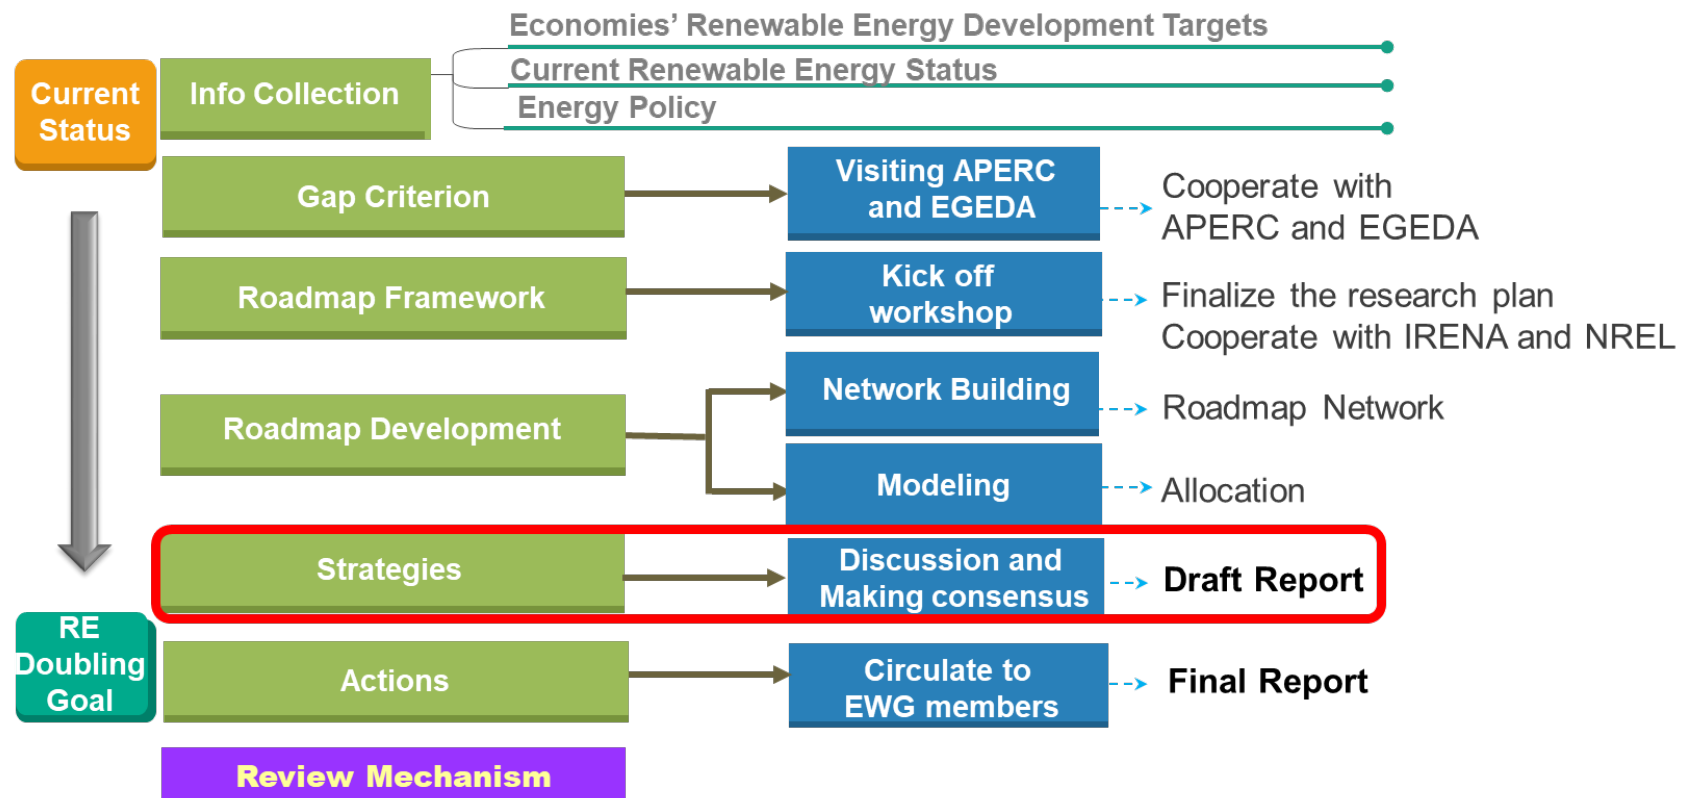 Economies’ Renewable Energy Development Targets
Current Renewable Energy Status
Energy Policy
Current
Status
Info Collection
Gap Criterion
Visiting APERC
and EGEDA
Cooperate with
APERC and EGEDA
Roadmap Framework
Kick off
workshop
Finalize the research plan
Cooperate with IRENA and NREL
Roadmap Development
Network Building
Roadmap Network
Modeling
Allocation
Strategies
Discussion and
Making consensus
Draft Report
RE
Doubling
Goal
Actions
Circulate to
EWG members
Final Report
Review Mechanism